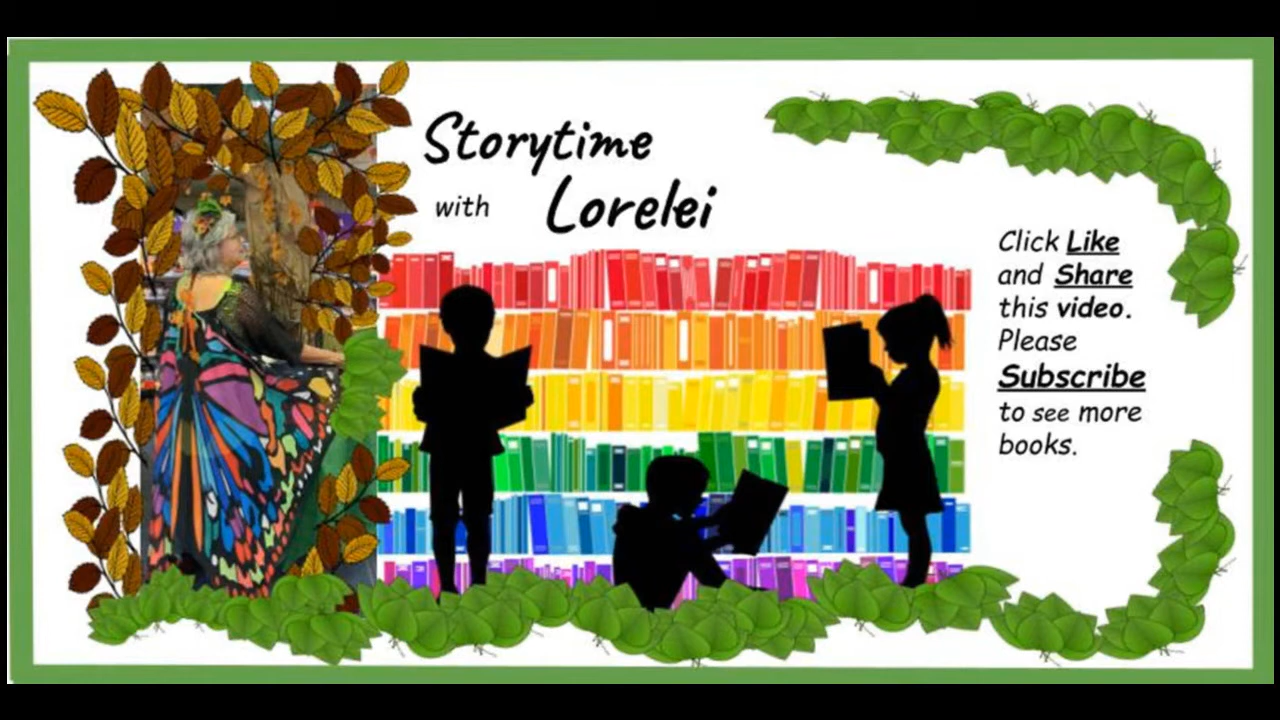 Storytime
with Lorelei
Click Like
and Share
this video.
Please
Subscribe
to see more
books.